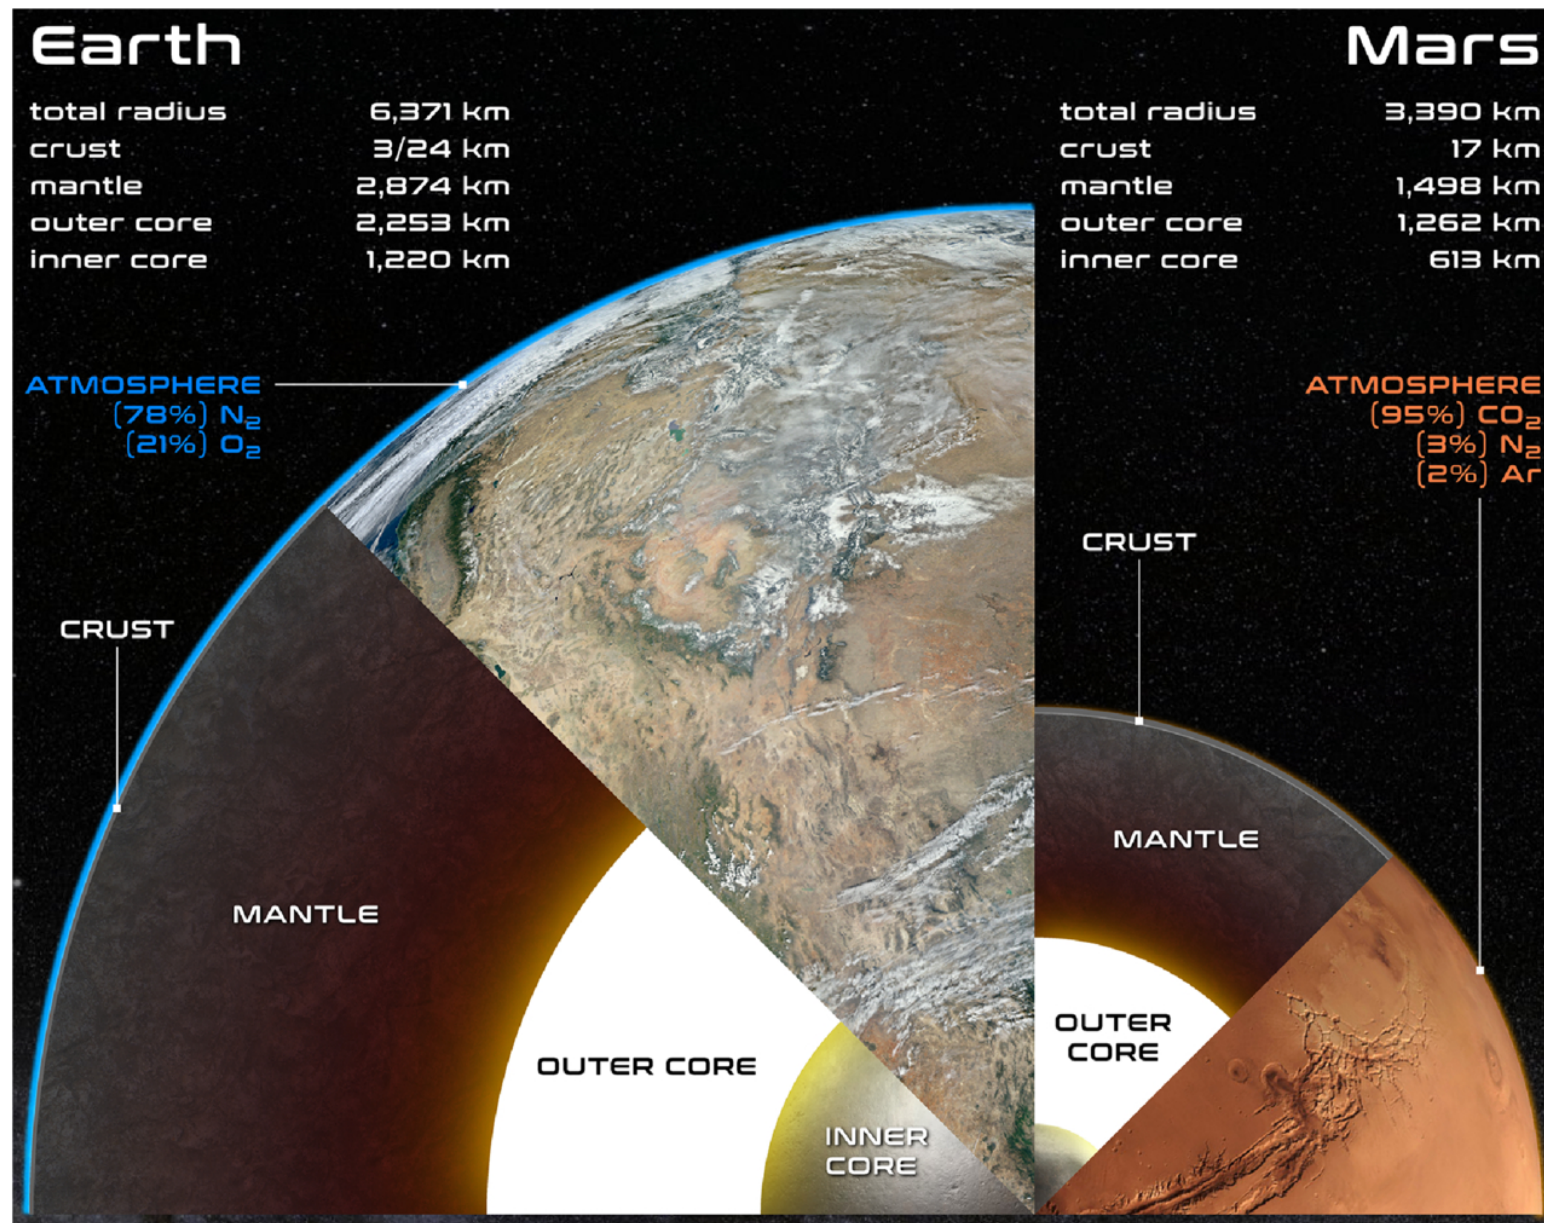 Earth
total radius 6,371 km
crust 3/24 km
mantle 2,874 km
outer core 2,253 km
inner core 1,220 km
Mars
total radius 3,390 km
crust 17 km
mantle 1,498 km
outer core 1,262 km
inner core 613 km
ATMOSPHERE
(78%) N₂
(21%) O₂
ATMOSPHERE
(95%) CO₂
(3%) N₂
(2%) Ar
CRUST
CRUST
MANTLE
MANTLE
OUTER CORE
OUTER
CORE
INNER
CORE